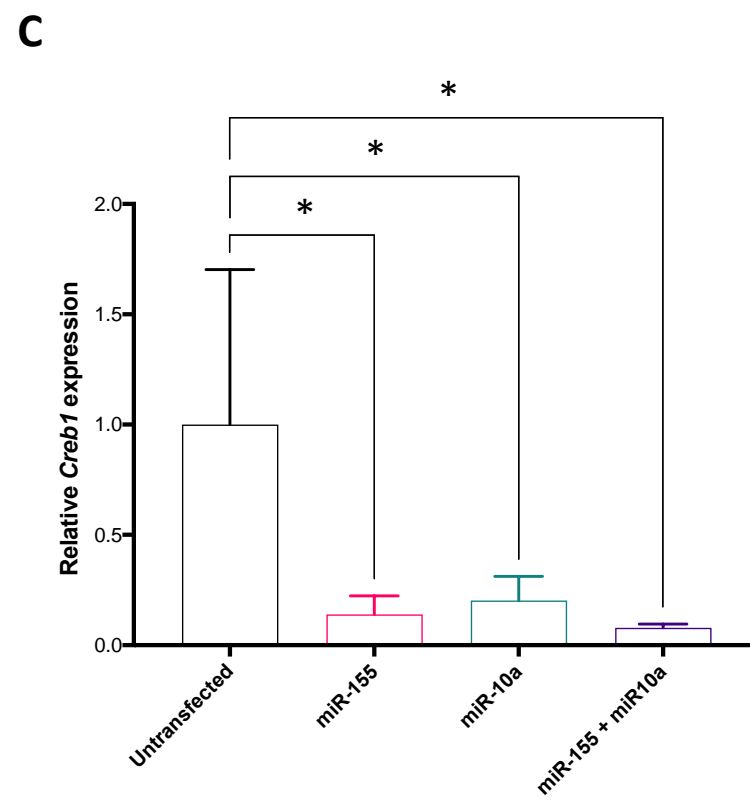 C
*
*
*
2.0
1.5
1.0
0.5
0.0
Relative Creb1 expression
Untransfected
miR-155
miR-10a
miR-155 + miR10a